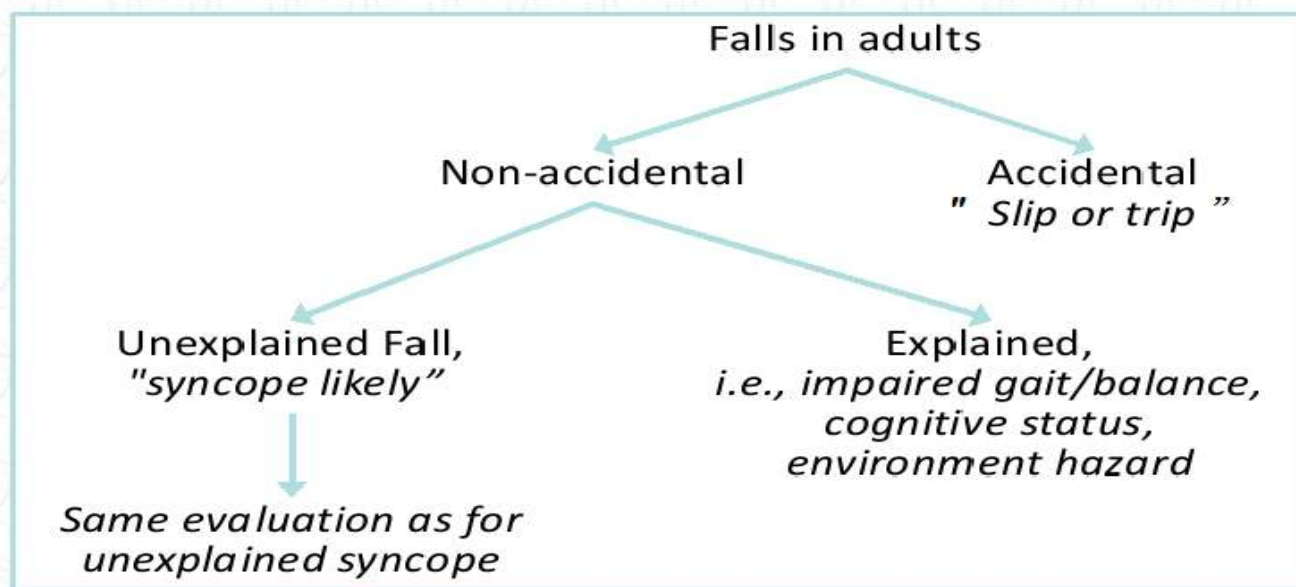 Falls in adults
Non-accidental
Accidental
" Slip or trip ”
Unexplained Fall,
"syncope likely”
Explained,
i.e., impaired gait/balance,
cognitive status,
environment hazard
Same evaluation as for
unexplained syncope